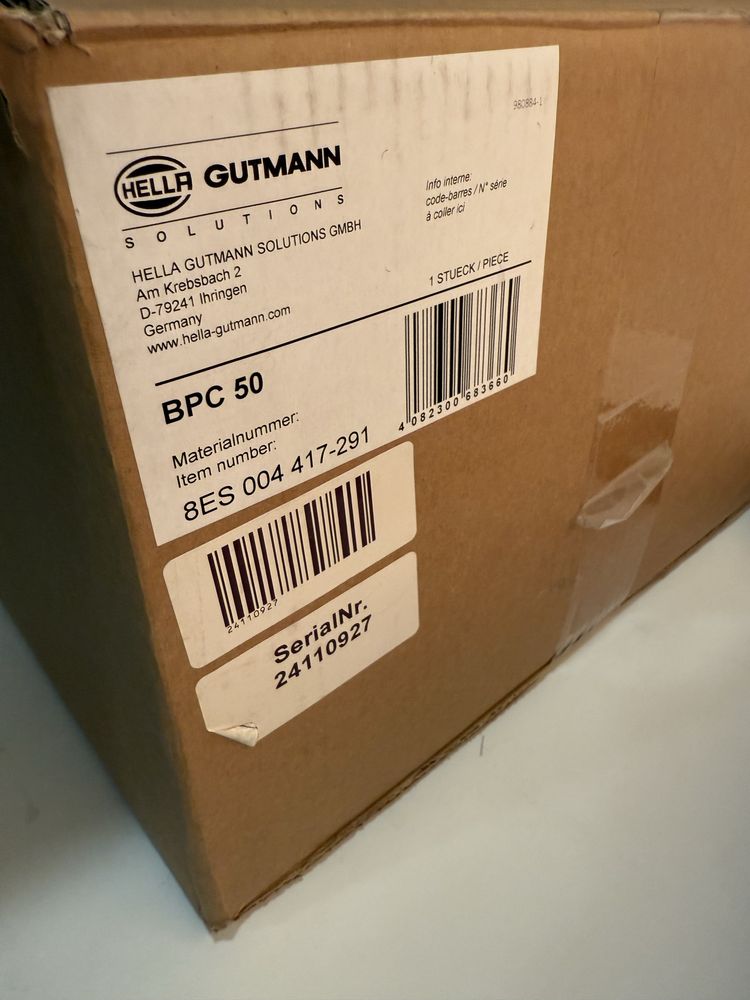 980884-1
HELLA GUTMANN
SOLUTIONS
HELLA GUTMANN SOLUTIONS GMBH
Am Krebsbach 2
D-79241 Ihringen
Germany
www.hella-gutmann.com
Info interne:
code-barres / N° série
à coller ici
1 STUECK / PIECE
BPC 50
4 082300 683660
Materialnummer:
Item number:
8ES 004 417-291
24110927
SerialNr.
24110927